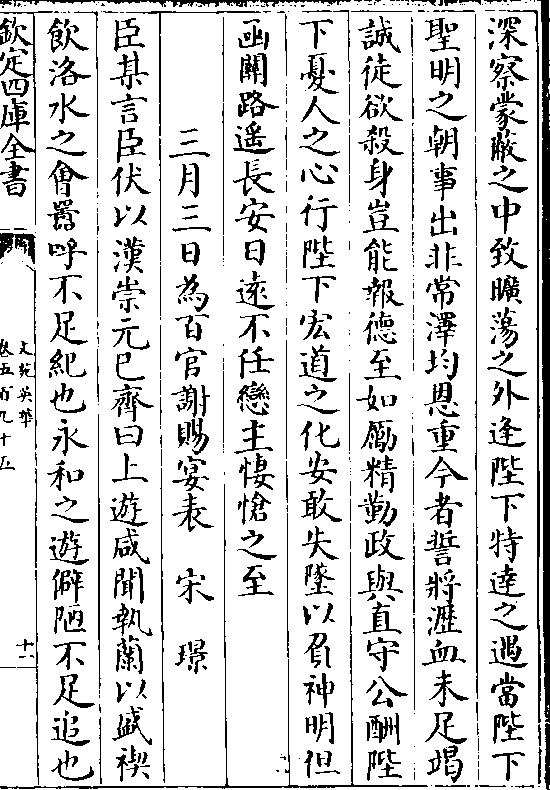 深察蒙蔽之中致曠蕩之外逢陛下特達之遇當陛下
聖明之朝事出非常澤均恩重今者誓將瀝血未足竭
誠徒欲殺身豈能報德至如勵精勤政與直守公酬陛
下憂人之心行陛下宏道之化安敢失墜以負神明但
函關路遥長安日遠不任戀主悽愴之至
三月三日為百官謝賜宴表　宋　璟
臣某言臣伏以漢崇元巳齊曰上遊咸聞執蘭以盛禊
飲洛水之會嚣呼不足紀也永和之遊僻陋不足追也
欽定四庫全書
文苑英華
卷五百九十五
十一